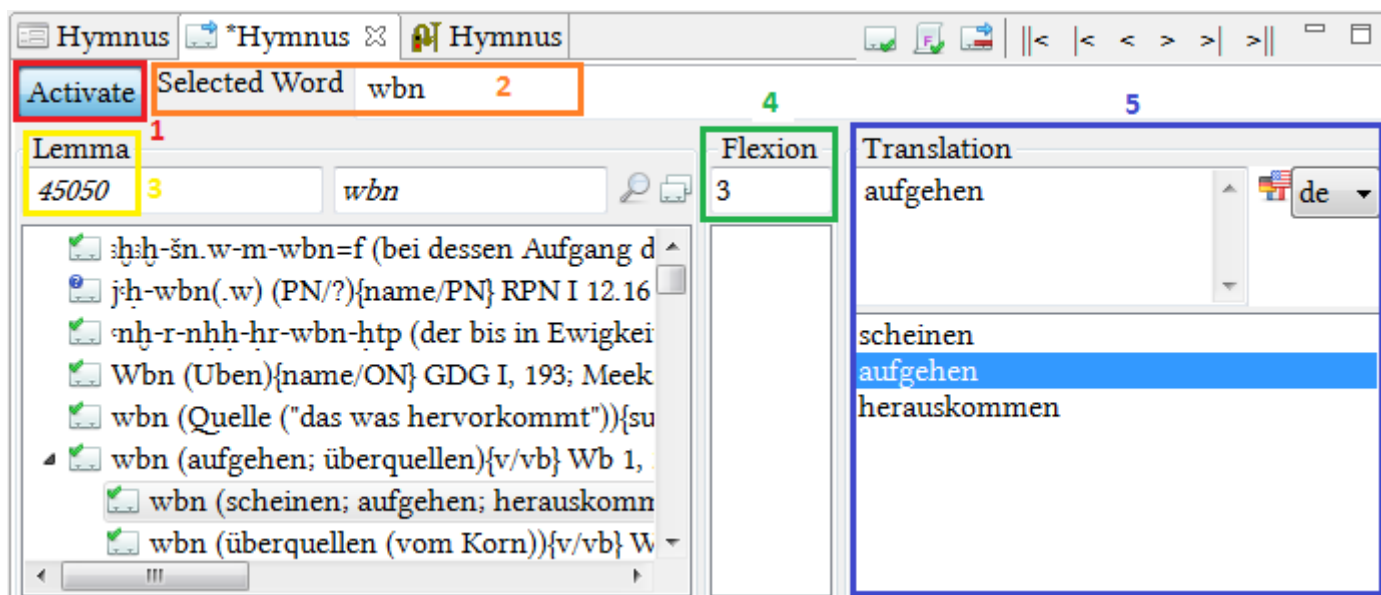 Hymnus *Hymnus Hymnus
Activate Selected Word wbn 2
1 4 5
Lemma Flexion Translation
45050 3 wbn 3 aufgehen de
ꜣḫꜣḫ-šn.w-m-wbn=f (bei dessen Aufgang d
jꜥḥ-wbn(.w) (PN/?){name/PN} RPN I 12.16
ꜥnḫ-r-nḥḥ-ḥr-wbn-ḥtp (der bis in Ewigkei
Wbn (Uben){name/ON} GDG I, 193; Meek
wbn (Quelle ("das was hervorkommt")){su
wbn (aufgehen; überquellen){v/vb} Wb 1,
wbn (scheinen; aufgehen; herauskomm
wbn (überquellen (vom Korn)){v/vb} W
scheinen
aufgehen
herauskommen